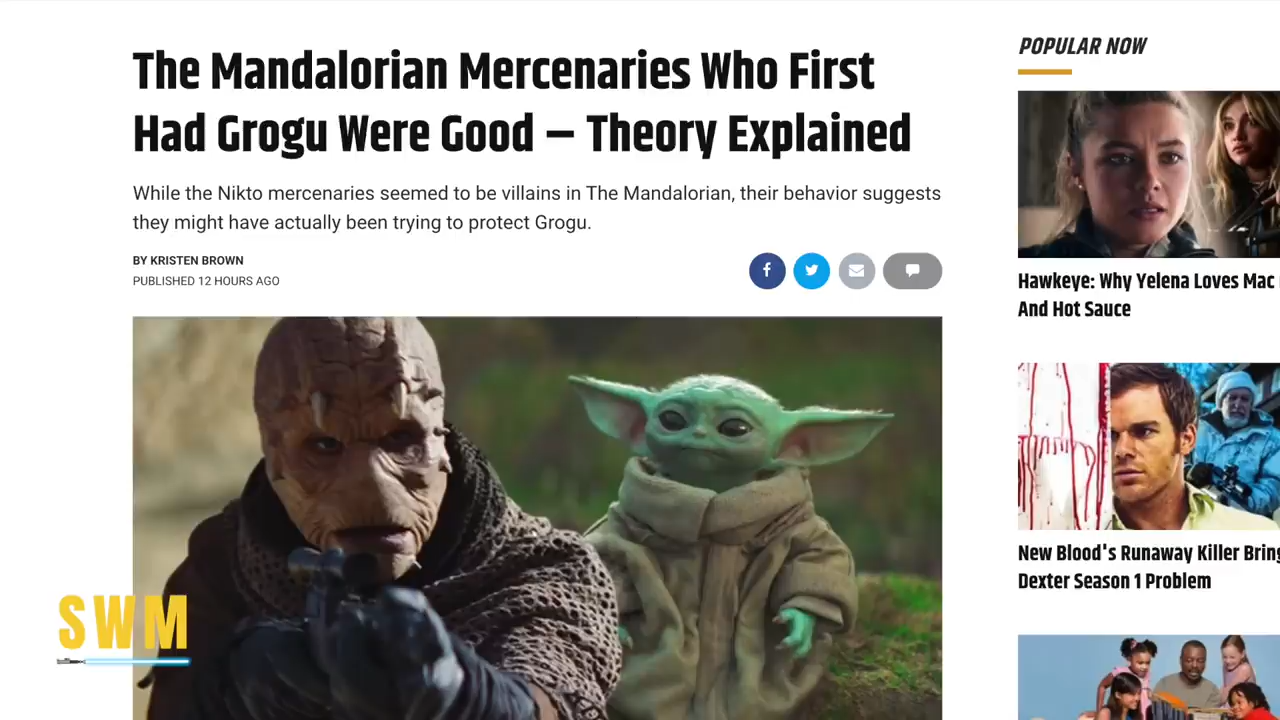 The Mandalorian Mercenaries Who First
Had Grogu Were Good – Theory Explained
While the Nikto mercenaries seemed to be villains in The Mandalorian, their behavior suggests
they might have actually been trying to protect Grogu.
BY KRISTEN BROWN
PUBLISHED 12 HOURS AGO
f
SWM
POPULAR NOW
Hawkeye: Why Yelena Loves Mac
And Hot Sauce
New Blood's Runaway Killer
Dexter Season 1 Problem